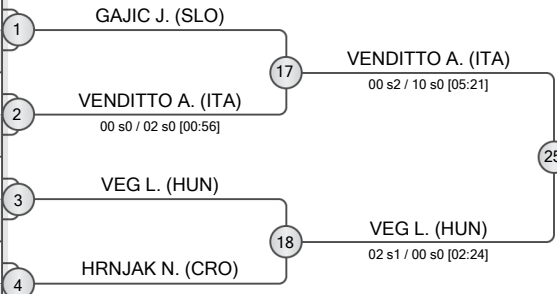 1
GAJIC J. (SLO)
17
VENDITTO A. (ITA)
00 s2 / 10 s0 [05:21]
2
VENDITTO A. (ITA)
00 s0 / 02 s0 [00:56]
25
3
VEG L. (HUN)
18
VEG L. (HUN)
02 s1 / 00 s0 [02:24]
4
HRNJAK N. (CRO)